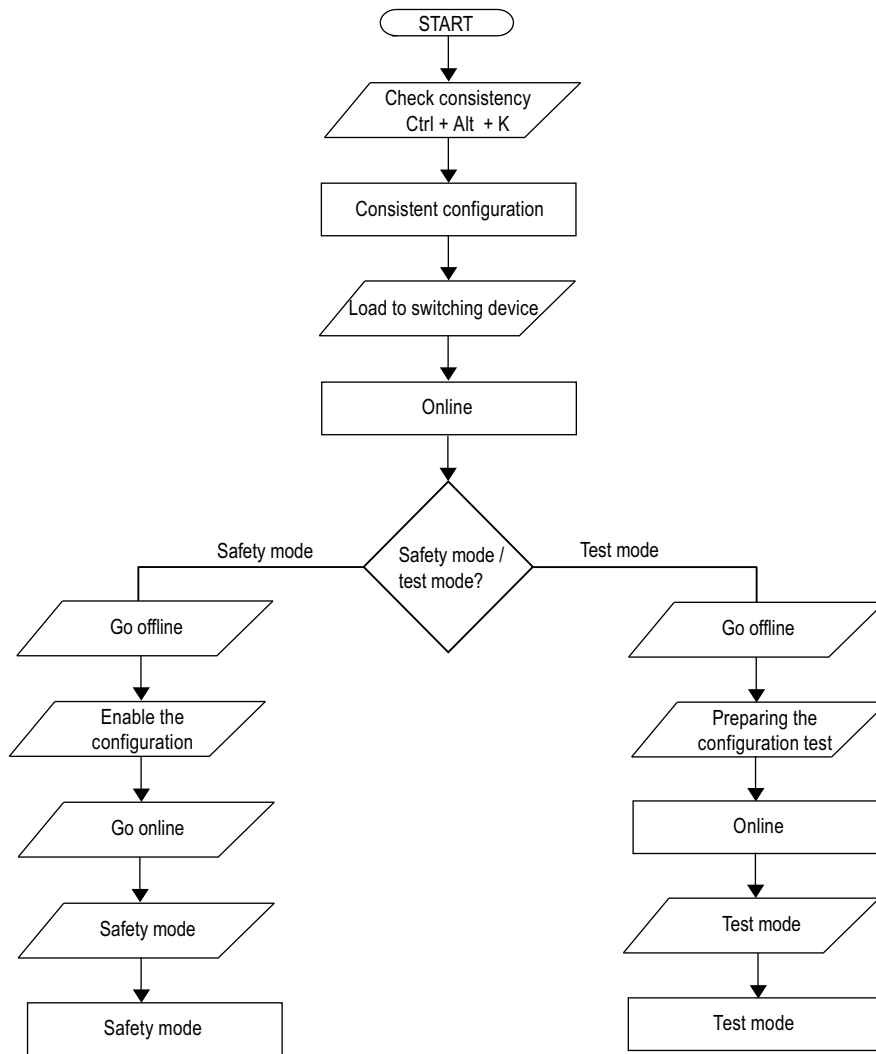 START
Check consistency
Ctrl + Alt + K
Consistent configuration
Load to switching device
Online
Safety mode /
test mode?
Safety mode
Test mode
Go offline
Enable the
configuration
Go online
Safety mode
Safety mode
Go offline
Preparing the
configuration test
Online
Test mode
Test mode